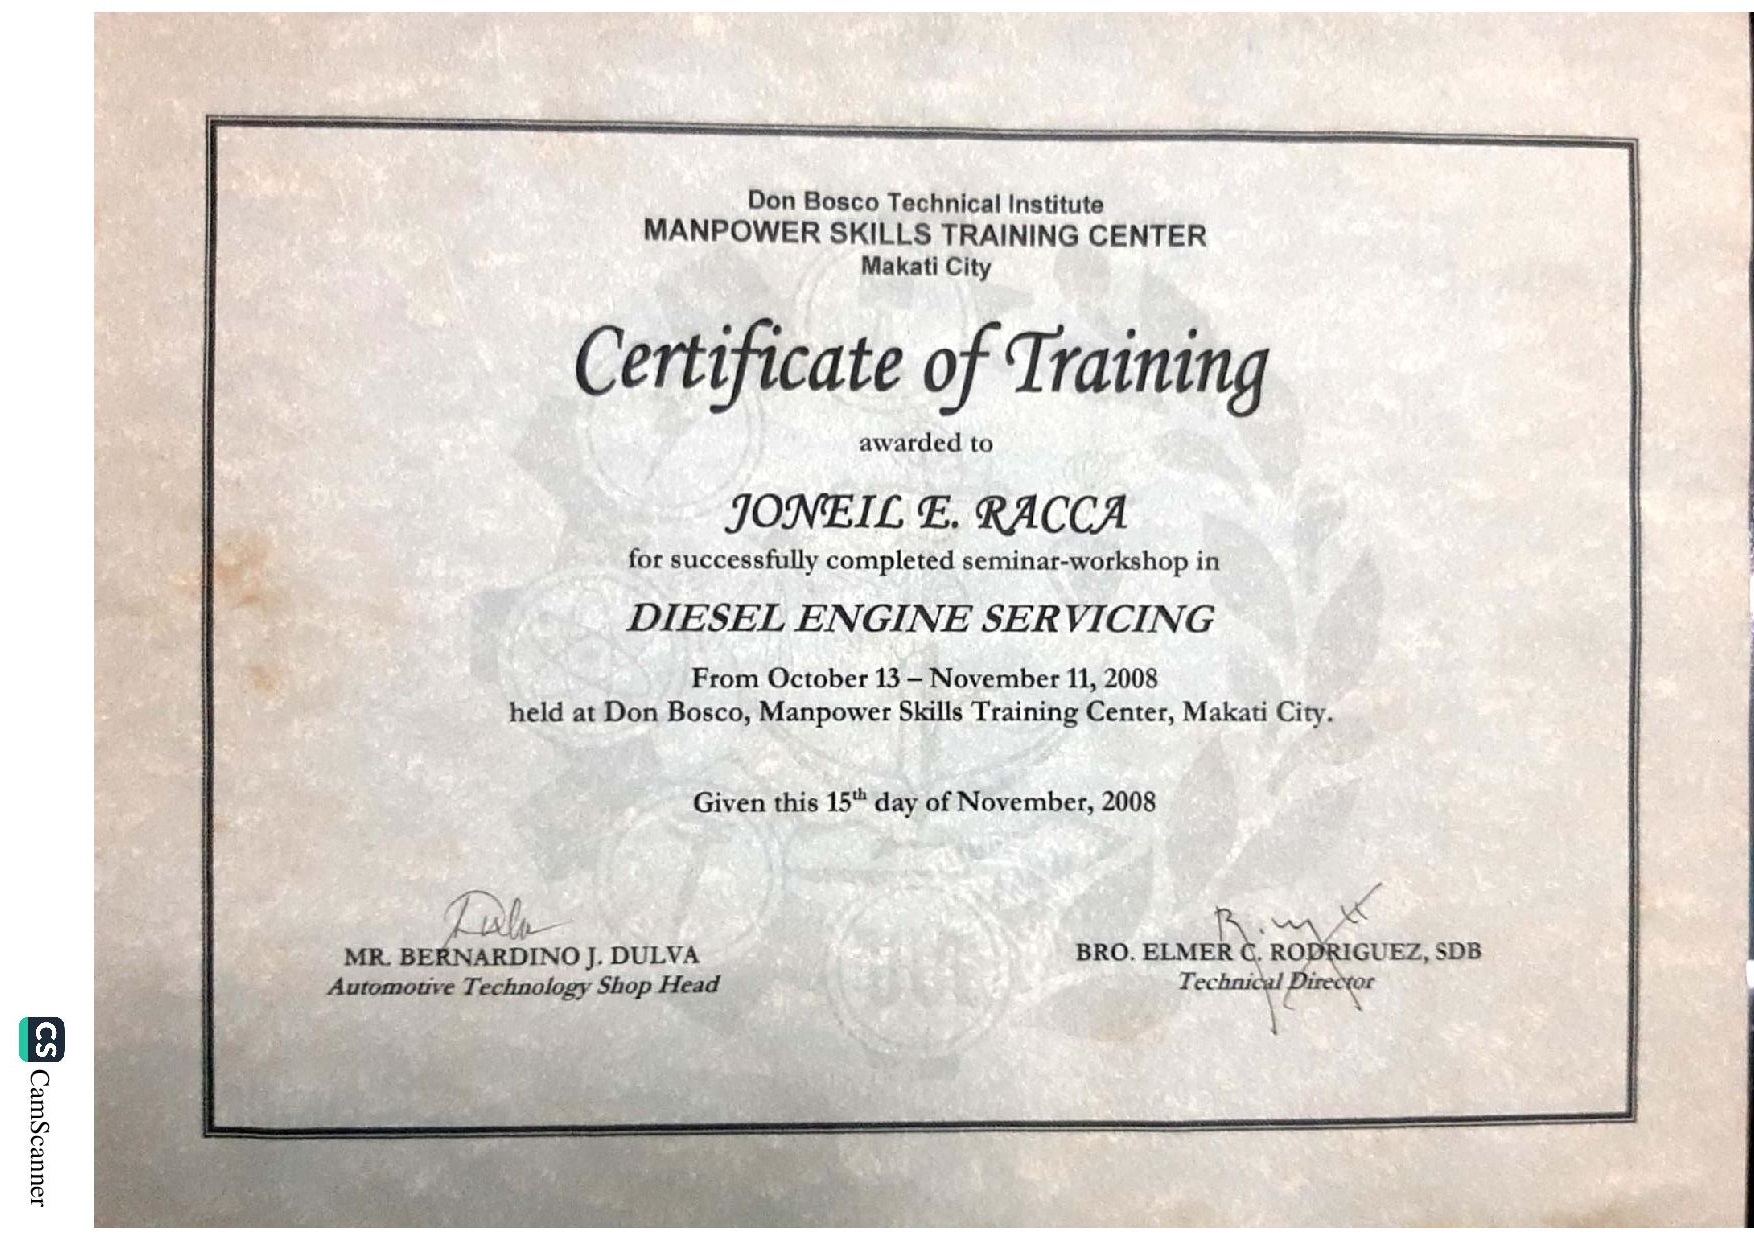 Don Bosco Technical Institute
MANPOWER SKILLS TRAINING CENTER
Makati City
Certificate of Training
awarded to
JONEIL E. RACCA
for successfully completed seminar-workshop in
DIESEL ENGINE SERVICING
From October 13 – November 11, 2008
held at Don Bosco, Manpower Skills Training Center, Makati City.
Given this 15th day of November, 2008
Dulva
MR. BERNARDINO J. DULVA
Automotive Technology Shop Head
BRO. ELMER C. RODRIGUEZ, SDB
Technical Director
CS CamScanner